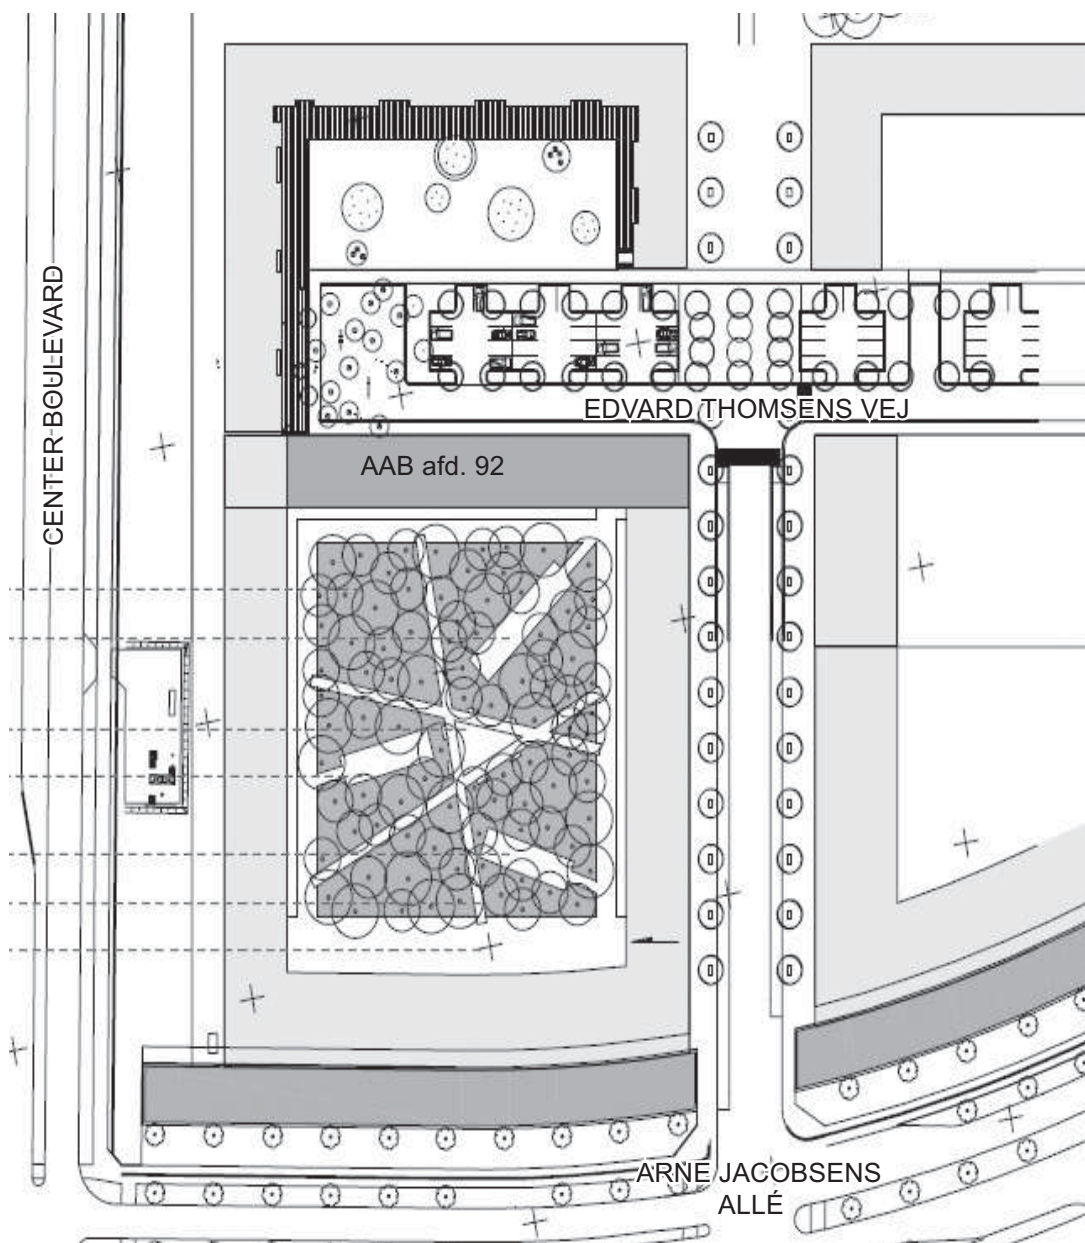 CENTER-BOULEVARD
EDVARD THOMSENS VEJ
AAB afd. 92
ARNE JACOBSENS
ALLÉ